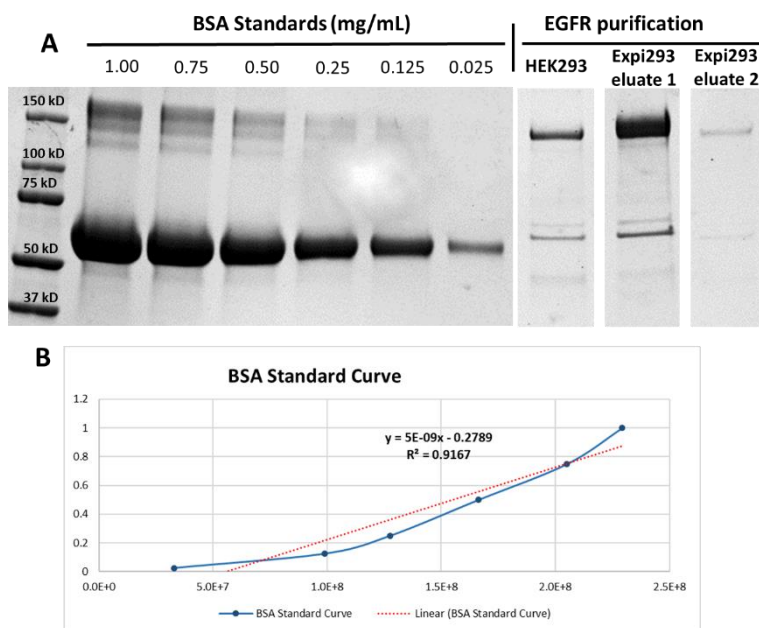 A
BSA Standards (mg/mL)
EGFR purification
1.00 0.75 0.50 0.25 0.125 0.025
HEK293
Expi293
eluate 1
Expi293
eluate 2
150 kD
100 kD
75 kD
50 kD
37 kD
B
BSA Standard Curve
y = 5E-09x - 0.2789
R² = 0.9167
1.2
1
0.8
0.6
0.4
0.2
0
0.0E+0 5.0E+7 1.0E+8 1.5E+8 2.0E+8 2.5E+8
BSA Standard Curve Linear (BSA Standard Curve)